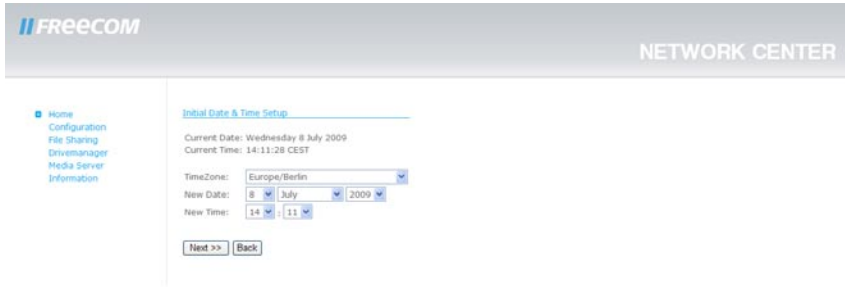 FREECOM
NETWORK CENTER
Home
Configuration
File Sharing
Drivemanager
Media Server
Information
Initial Date & Time Setup
Current Date: Wednesday 8 July 2009
Current Time: 14:11:28 CEST
TimeZone: Europe/Berlin
New Date: 8 July 2009
New Time: 14 : 11
Next >> Back